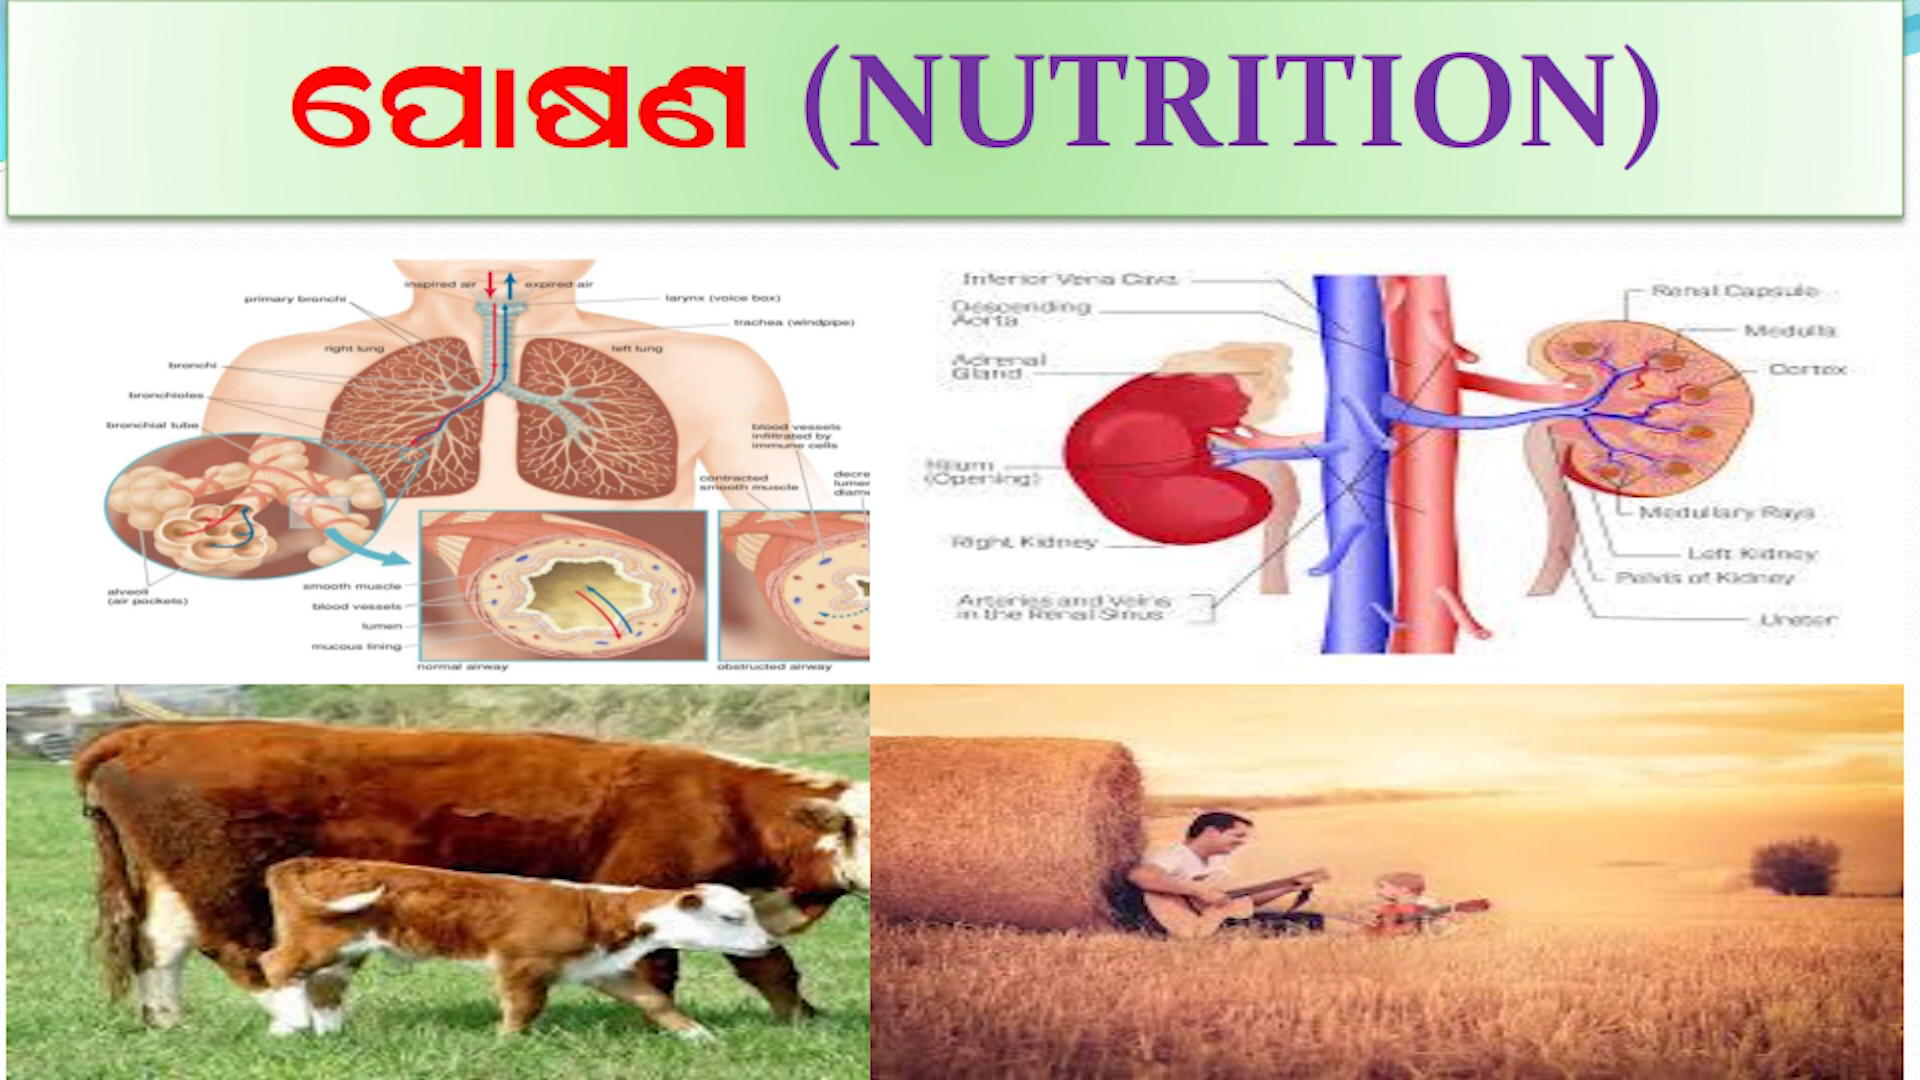 ପୋଷଣ (NUTRITION)
inspired air
expired air
primary bronchi
larynx (voice box)
trachea (windpipe)
right lung
left lung
bronchi
bronchioles
bronchial tube
blood vessels
infiltrated by
immune cells
contracted
smooth muscle
alveoli
(air pockets)
smooth muscle
blood vessels
lumen
mucous lining
normal airway
obstructed airway
Inferior Vena Cava
Descending
Aorta
Adrenal
Gland
Hilum
(Opening)
Right Kidney
Arteries and Veins
in the Renal Sinus
Renal Capsule
Medulla
Cortex
Medullary Rays
Left Kidney
Pelvis of Kidney
Ureter